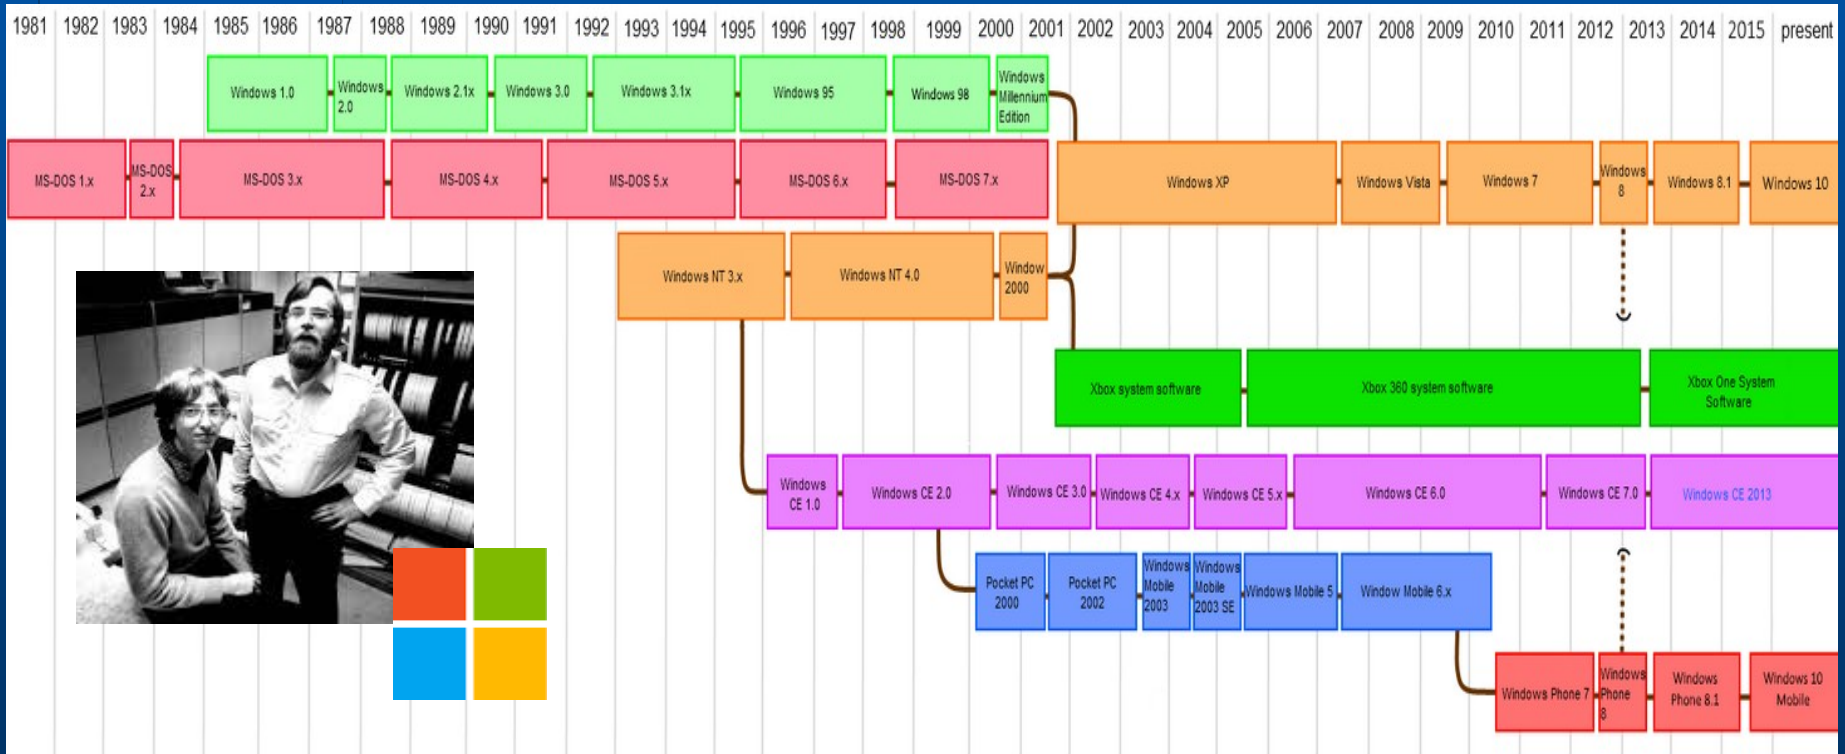 1981 1982 1983 1984 1985 1986 1987 1988 1989 1990 1991 1992 1993 1994 1995 1996 1997 1998 1999 2000 2001 2002 2003 2004 2005 2006 2007 2008 2009 2010 2011 2012 2013 2014 2015 present
Windows 1.0
Windows
2.0
Windows 2.1x
Windows 3.0
Windows 3.1x
Windows 95
Windows 98
Windows
Millennium
Edition
MS-DOS 1.x
MS-DOS
2.x
MS-DOS 3.x
MS-DOS 4.x
MS-DOS 5.x
MS-DOS 6.x
MS-DOS 7.x
Windows XP
Windows Vista
Windows 7
Windows
8
Windows 8.1
Windows 10
Windows NT 3.x
Windows NT 4.0
Window
2000
Xbox system software
Xbox 360 system software
Xbox One System
Software
Windows
CE 1.0
Windows CE 2.0
Windows CE 3.0
Windows CE 4.x
Windows CE 5.x
Windows CE 6.0
Windows CE 7.0
Windows CE 2013
Pocket PC
2000
Pocket PC
2002
Windows
Mobile
2003
Windows
Mobile
2003 SE
Windows Mobile 5
Window Mobile 6.x
Windows Phone 7
Windows
Phone
8
Windows
Phone 8.1
Windows 10
Mobile